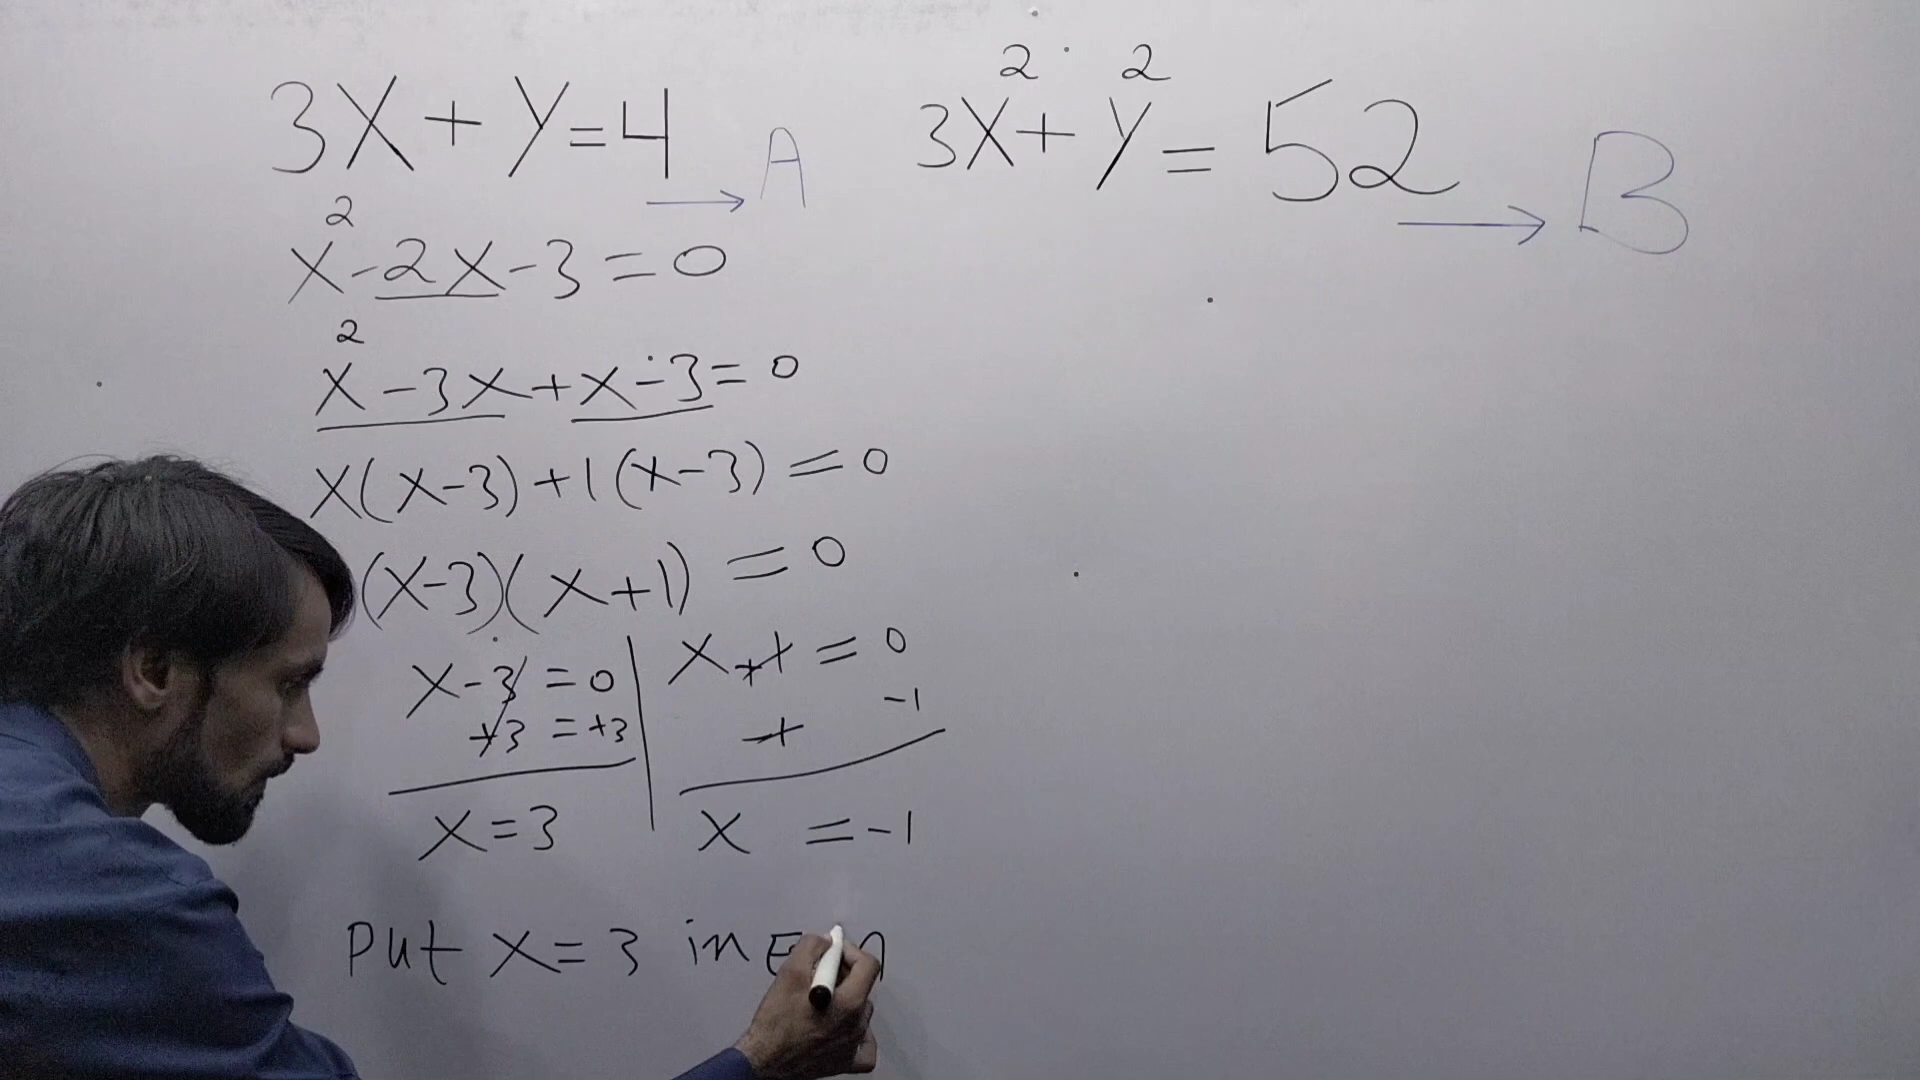 3X + Y = 4 → A
3X² + Y² = 52 → B
x² - 2x - 3 = 0
x² - 3x + x - 3 = 0
x(x-3) + 1(x-3) = 0
(x-3)(x+1) = 0
x - 3 = 0 | x + 1 = 0
+3 = +3 | -1
x = 3 | x = -1
Put x = 3 in